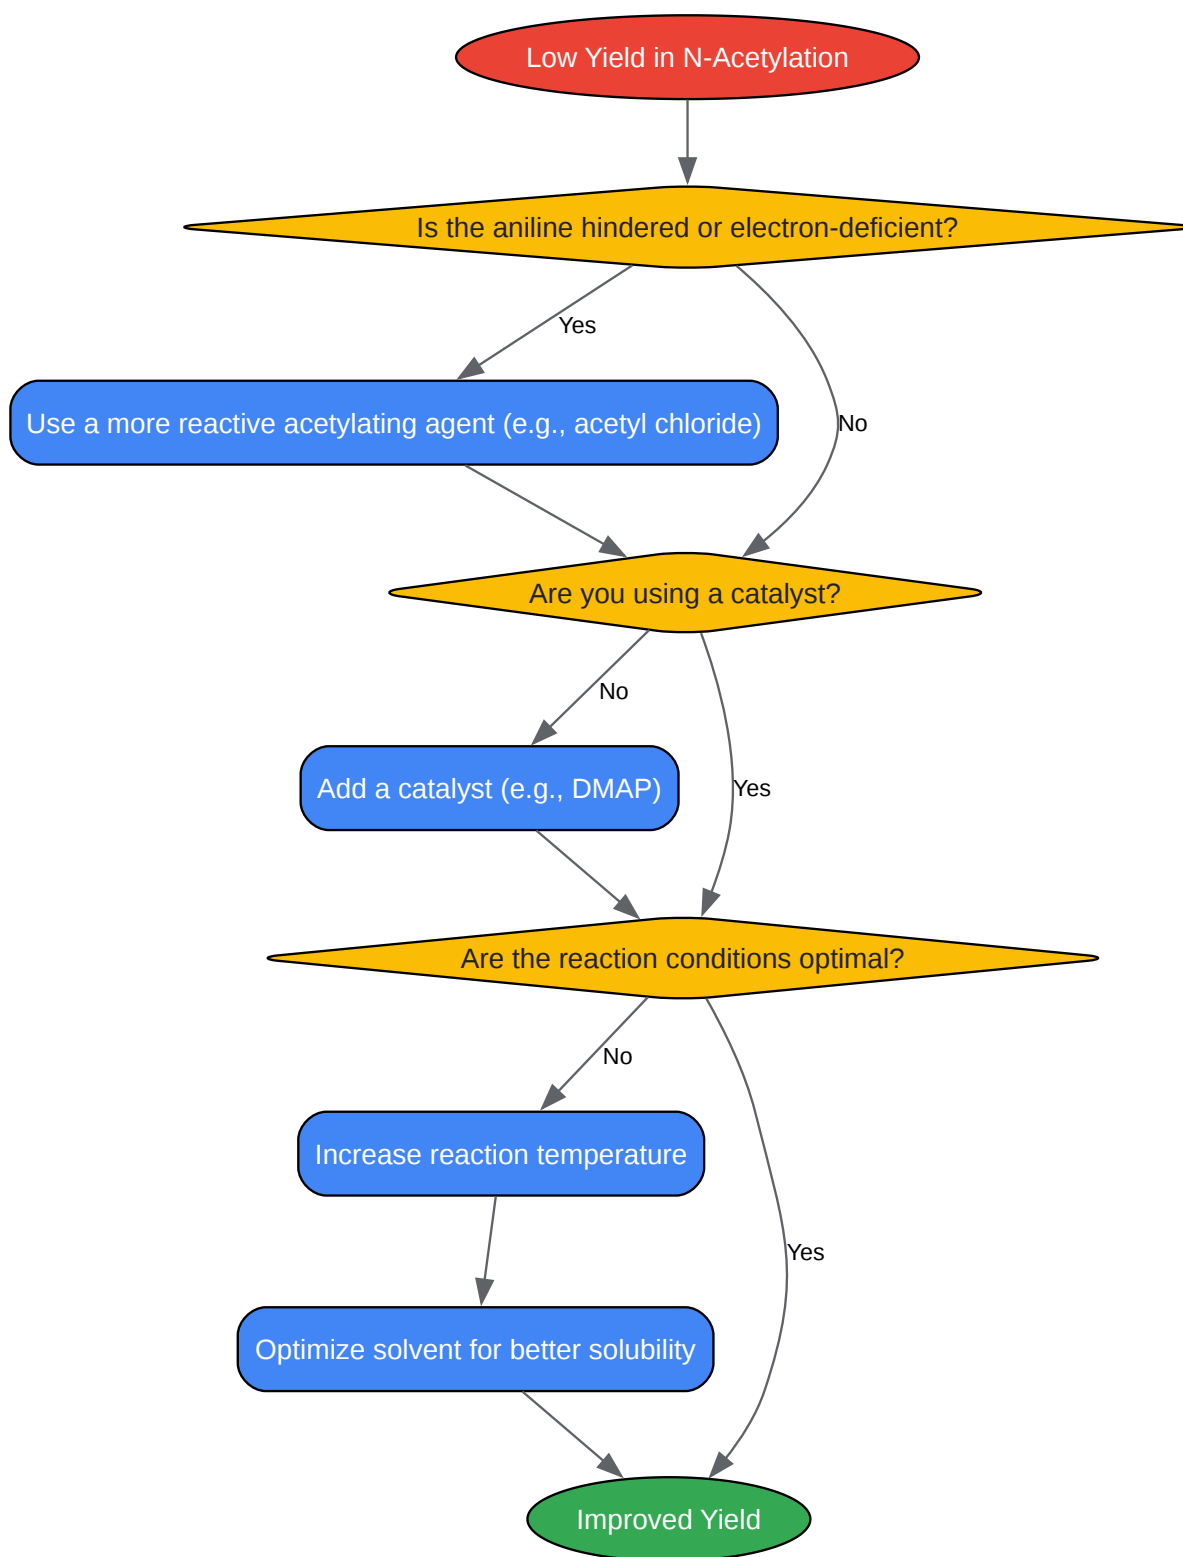 Low Yield in N-Acetylation
Is the aniline hindered or electron-deficient?
Yes
Use a more reactive acetylating agent (e.g., acetyl chloride)
No
Are you using a catalyst?
No
Add a catalyst (e.g., DMAP)
Yes
Are the reaction conditions optimal?
No
Increase reaction temperature
Yes
Optimize solvent for better solubility
Improved Yield